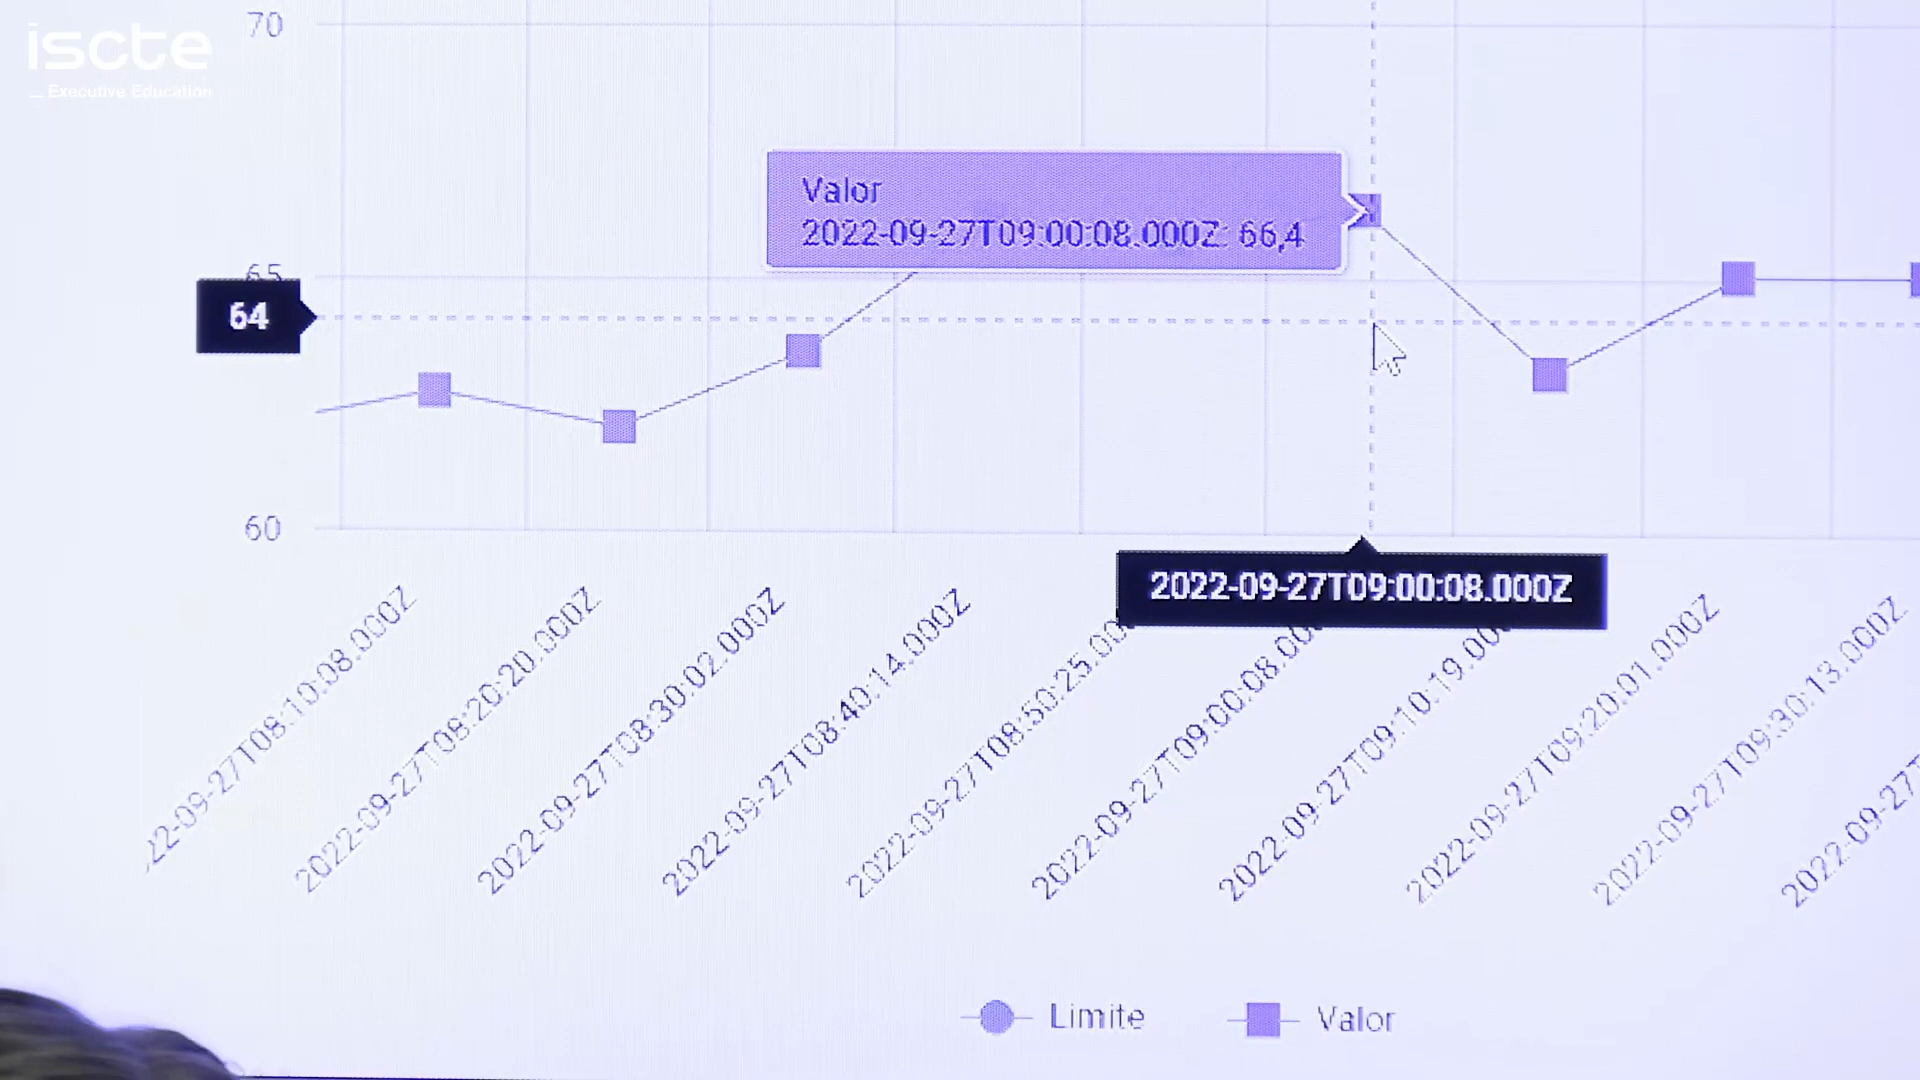 iscte
Executive Education
70
65
60
64
Valor
2022-09-27T09:00:08.000Z: 66,4
2022-09-27T09:00:08.000Z
22-09-27T08:10:08.000Z
2022-09-27T08:20:20.000Z
2022-09-27T08:30:02.000Z
2022-09-27T08:40:14.000Z
2022-09-27T08:50:25.00
2022-09-27T09:00:08.00
2022-09-27T09:10:19.00
2022-09-27T09:20:01.000Z
2022-09-27T09:30:13.000Z
2022-09-27T
Limite
Valor